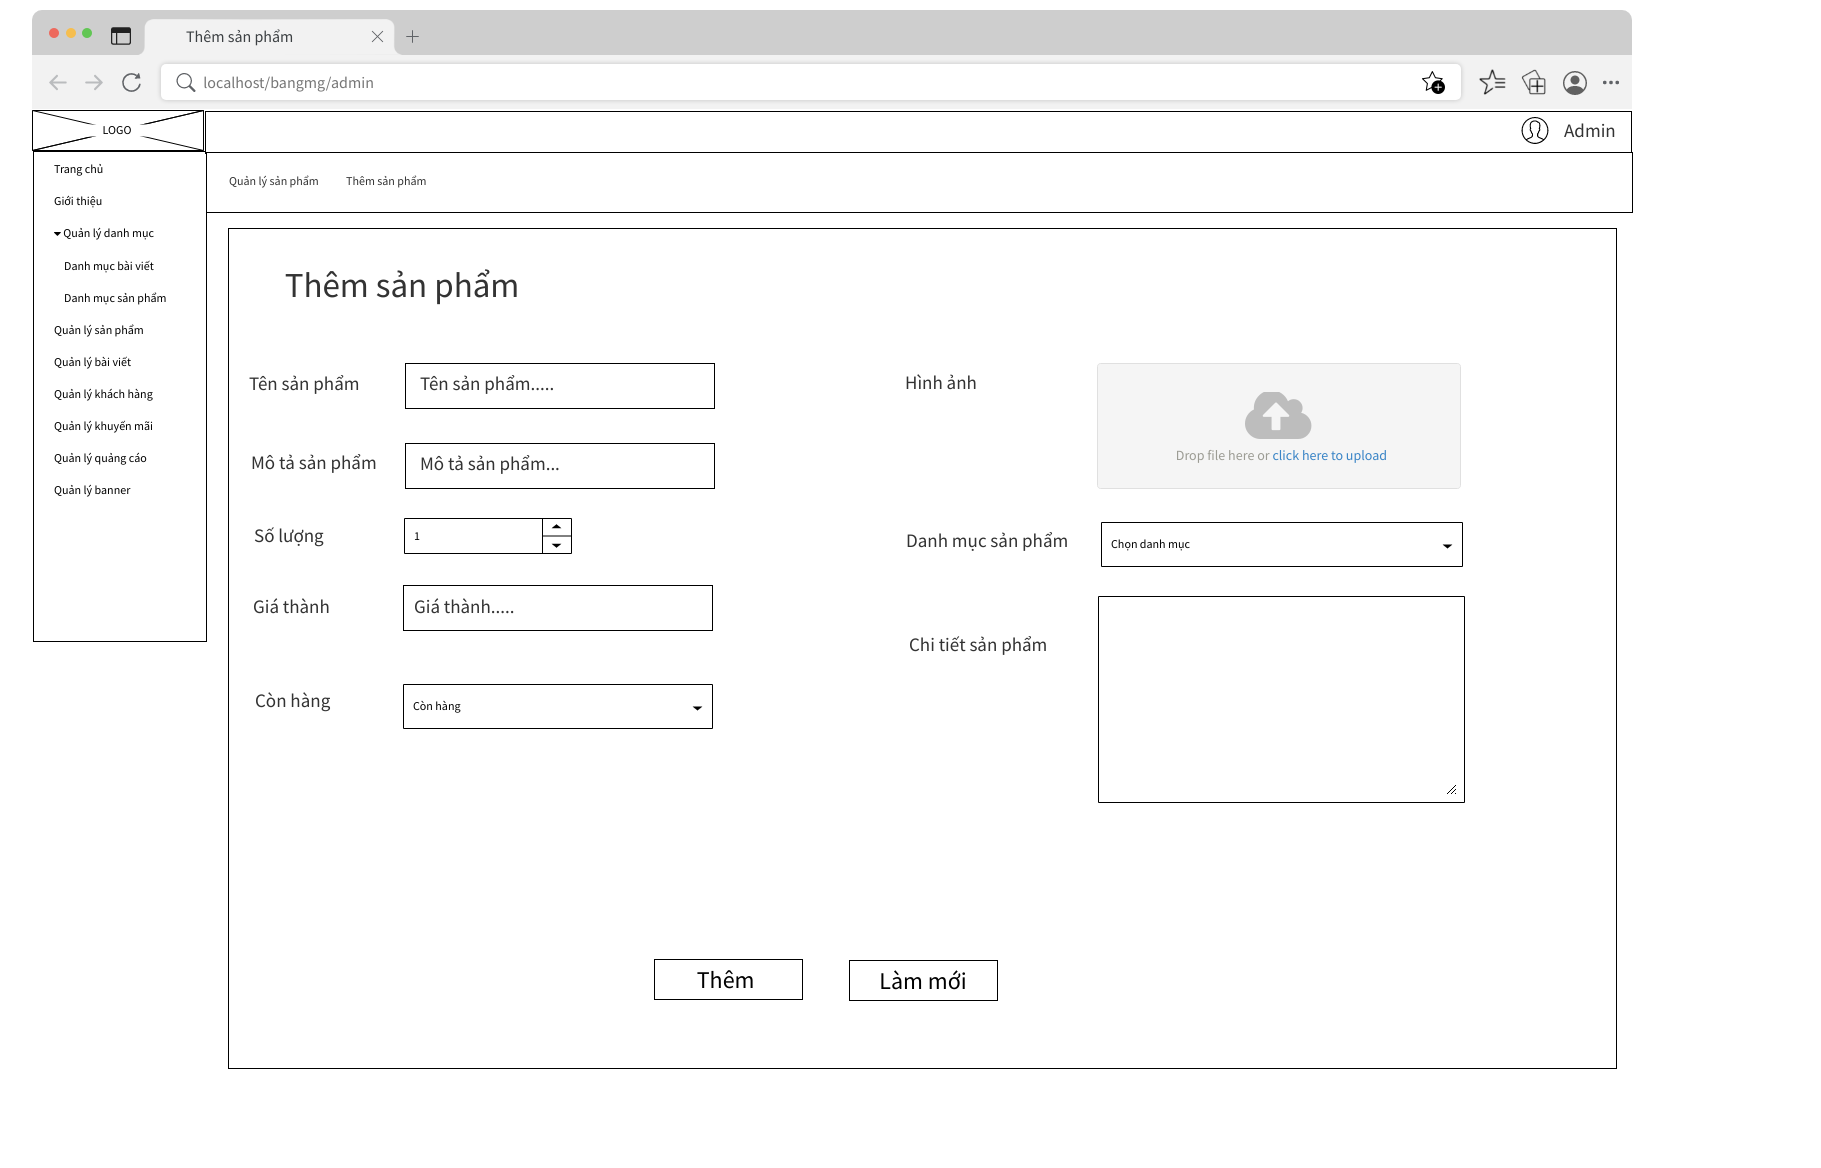 Thêm sản phẩm
localhost/bangmg/admin
LOGO
Admin
Trang chủ
Giới thiệu
Quản lý danh mục
Danh mục bài viết
Danh mục sản phẩm
Quản lý sản phẩm
Quản lý bài viết
Quản lý khách hàng
Quản lý khuyến mãi
Quản lý quảng cáo
Quản lý banner
Quản lý sản phẩm Thêm sản phẩm
Thêm sản phẩm
Tên sản phẩm Tên sản phẩm.....
Mô tả sản phẩm Mô tả sản phẩm...
Số lượng 1
Giá thành Giá thành.....
Còn hàng Còn hàng
Hình ảnh
Drop file here or click here to upload
Danh mục sản phẩm Chọn danh mục
Chi tiết sản phẩm
Thêm Làm mới